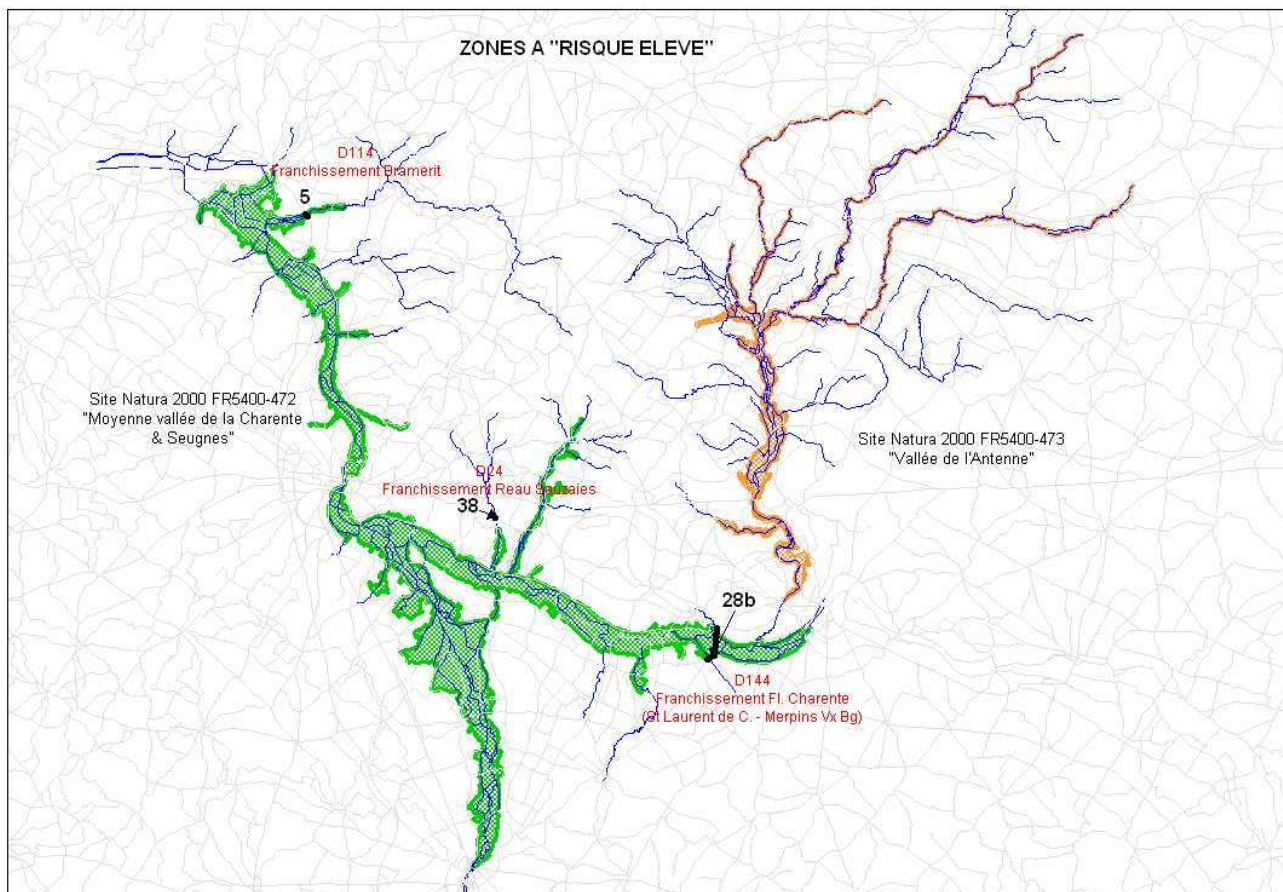 ZONES A "RISQUE ELEVE"
D114
Franchissement Bramerit
5
Site Natura 2000 FR5400-472
"Moyenne vallée de la Charente
& Seugnes"
Site Natura 2000 FR5400-473
"Vallée de l'Antenne"
D24
Franchissement Reau Sauzaies
38
28b
D144
Franchissement Fl. Charente
(St Laurent de C. - Merpins Vx Bg)